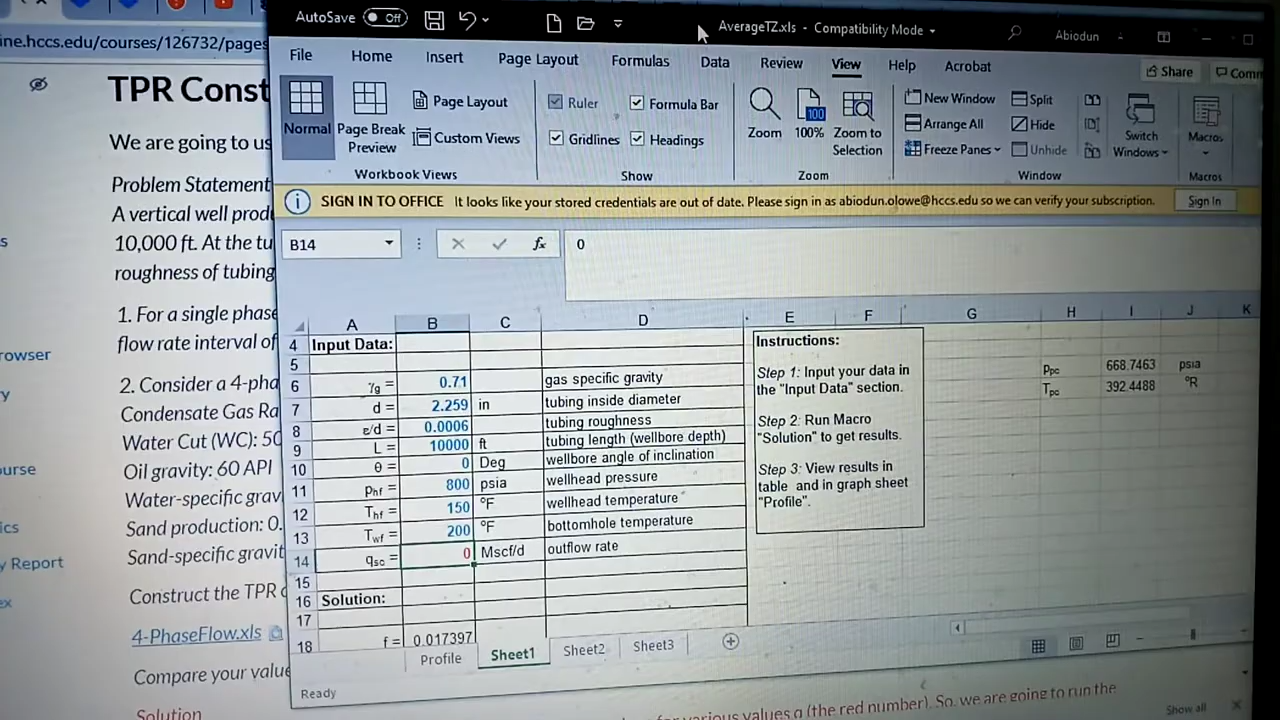 AutoSave Off AverageTZ.xls - Compatibility Mode Abiodun
ine.hccs.edu/courses/126732/pages
File Home Insert Page Layout Formulas Data Review View Help Acrobat Share Comm
Normal Page Break Preview Page Layout Custom Views
Workbook Views
Ruler Formula Bar
Gridlines Headings
Show
Zoom 100% Zoom to Selection
Zoom
New Window Arrange All Freeze Panes Split Hide Unhide Switch Windows
Window
Macros
Macros
SIGN IN TO OFFICE It looks like your stored credentials are out of date. Please sign in as abiodun.olowe@hccs.edu so we can verify your subscription. Sign In
B14 fx 0
A B C D E F G H I J K
4 Input Data:
5
6 γg = 0.71 gas specific gravity
7 d = 2.259 in tubing inside diameter
8 ε/d = 0.0006 tubing roughness
9 L = 10000 ft tubing length (wellbore depth)
10 θ = 0 Deg wellbore angle of inclination
11 phf = 800 psia wellhead pressure
12 Thf = 150 °F wellhead temperature
13 Twf = 200 °F bottomhole temperature
14 qsc = 0 Mscf/d outflow rate
15
16 Solution:
17
18 f = 0.017397
Instructions:
Step 1: Input your data in
the "Input Data" section.
Step 2: Run Macro
"Solution" to get results.
Step 3: View results in
table and in graph sheet
"Profile".
Ppc 668.7463 psia
Tpc 392.4488 °R
Profile Sheet1 Sheet2 Sheet3
Ready
TPR Const
We are going to us
Problem Statement
A vertical well prod
10,000 ft. At the tu
roughness of tubing
1. For a single phase
flow rate interval of
2. Consider a 4-pha
Condensate Gas Ra
Water Cut (WC): 50
Oil gravity: 60 API
Water-specific grav
Sand production: 0.
Sand-specific gravit
Construct the TPR c
4-PhaseFlow.xls
Compare your value
Solution
various values q (the red number). So, we are going to run the
Show all
s
rowser
y
ourse
ics
y Report
ex